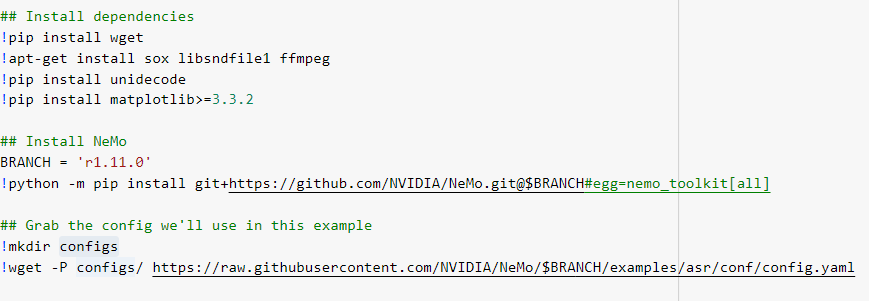 ## Install dependencies
!pip install wget
!apt-get install sox libsndfile1 ffmpeg
!pip install unidecode
!pip install matplotlib>=3.3.2
## Install NeMo
BRANCH = 'r1.11.0'
!python -m pip install git+https://github.com/NVIDIA/NeMo.git@$BRANCH#egg=nemo_toolkit[all]
## Grab the config we'll use in this example
!mkdir configs
!wget -P configs/ https://raw.githubusercontent.com/NVIDIA/NeMo/$BRANCH/examples/asr/conf/config.yaml